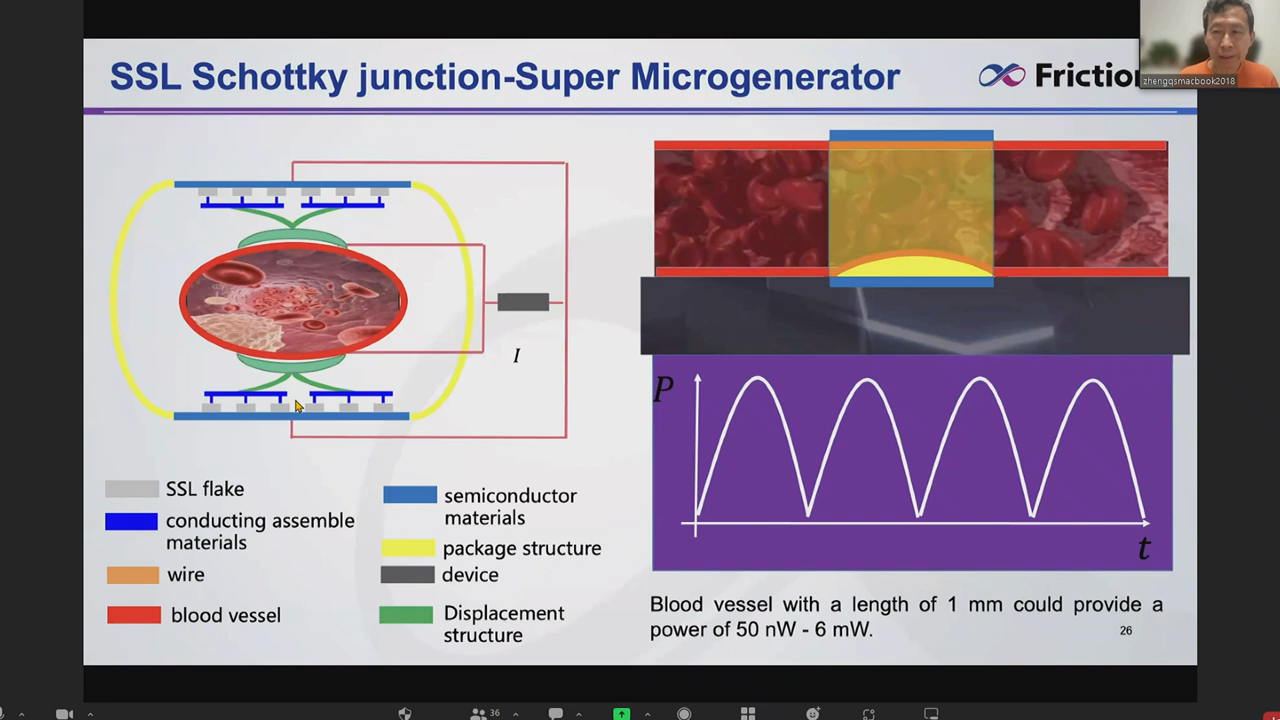 SSL Schottky junction-Super Microgenerator
Friction
zhengqsmacbook2018
I
SSL flake
conducting assemble
materials
wire
blood vessel
semiconductor
materials
package structure
device
Displacement
structure
P
t
Blood vessel with a length of 1 mm could provide a
power of 50 nW - 6 mW.
26
36